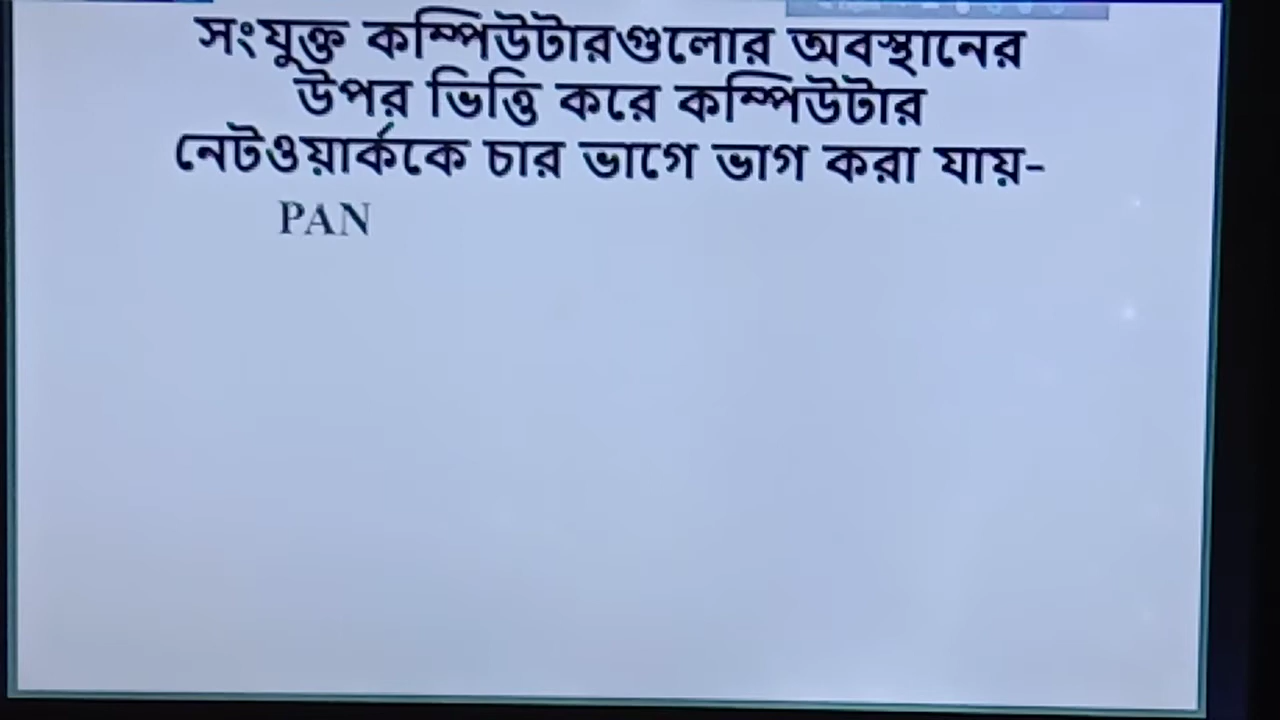 সংযুক্ত কম্পিউটারগুলোর অবস্থানের
উপর ভিত্তি করে কম্পিউটার
নেটওয়ার্ককে চার ভাগে ভাগ করা যায়-
PAN